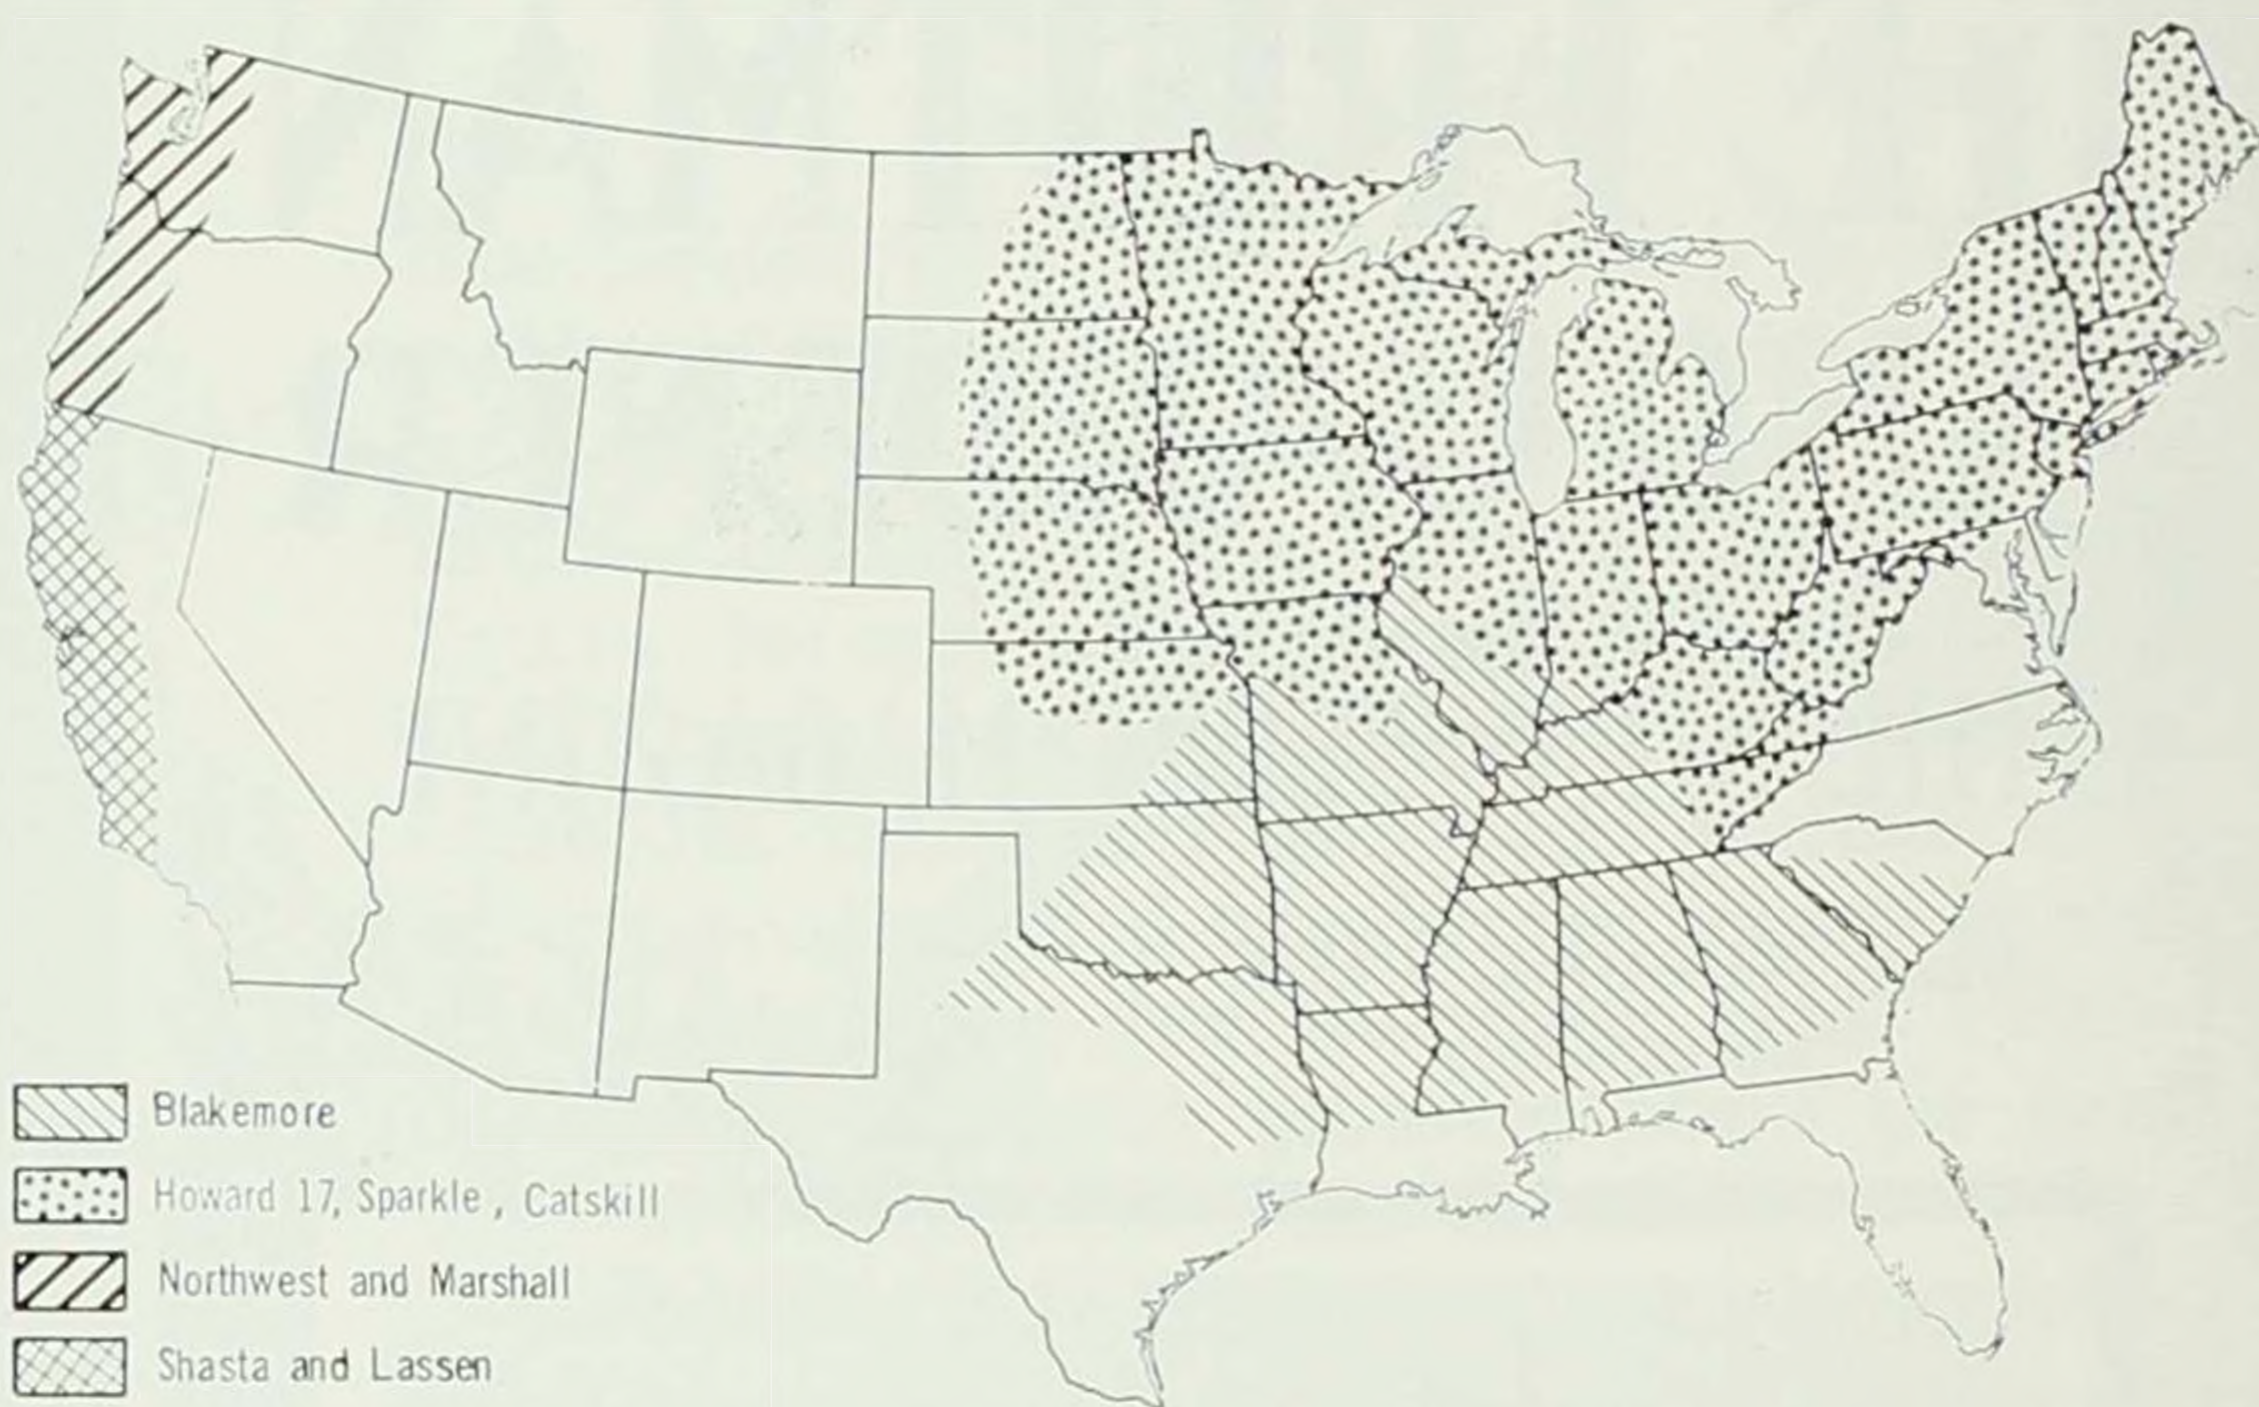 Blakemore
Howard 17, Sparkle, Catskill
Northwest and Marshall
Shasta and Lassen